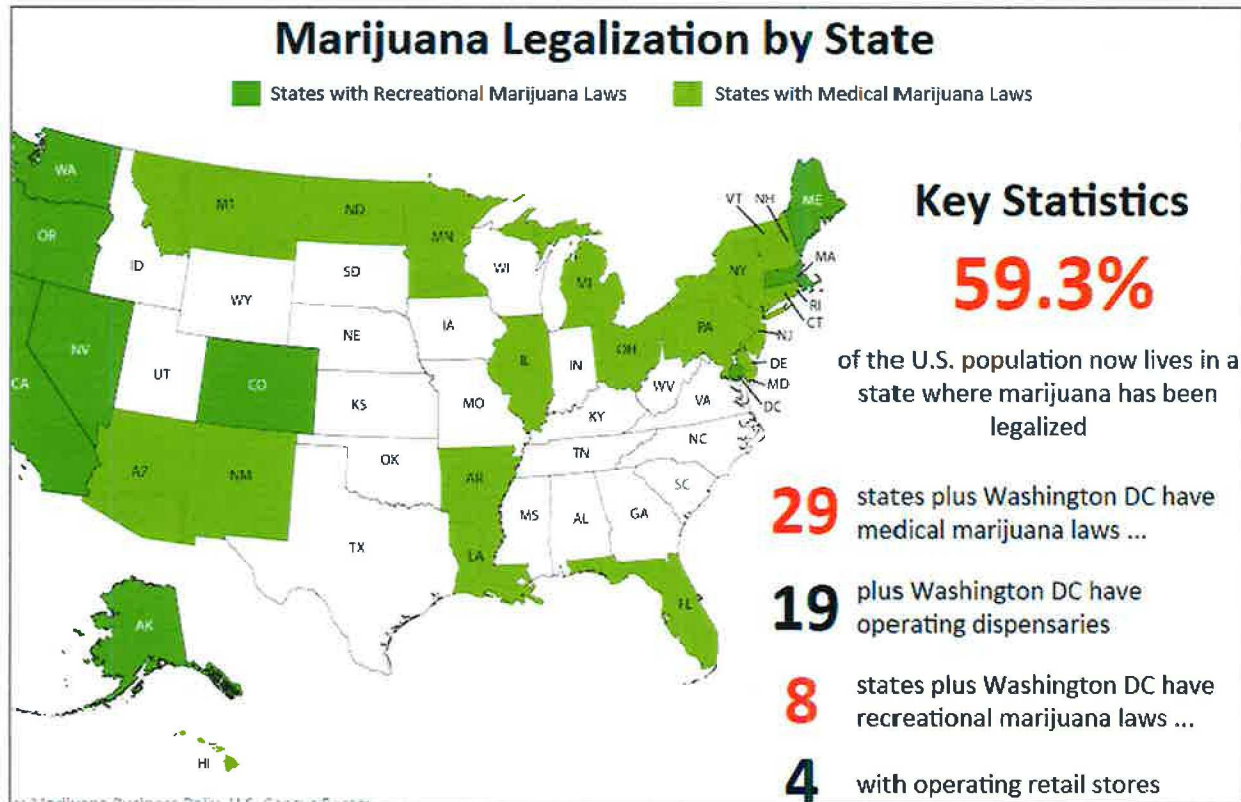 Marijuana Legalization by State
States with Recreational Marijuana Laws
States with Medical Marijuana Laws
WA
OR
CA
NV
ID
MT
WY
UT
CO
AZ
NM
ND
SD
NE
KS
OK
TX
MN
IA
MO
AR
LA
WI
IL
MI
IN
OH
KY
TN
MS
AL
GA
FL
SC
NC
VA
WV
PA
NY
VT
NH
ME
MA
RI
CT
NJ
DE
MD
DC
AK
HI
Key Statistics
59.3%
of the U.S. population now lives in a
state where marijuana has been
legalized
29
states plus Washington DC have
medical marijuana laws ...
19
plus Washington DC have
operating dispensaries
8
states plus Washington DC have
recreational marijuana laws ...
4
with operating retail stores